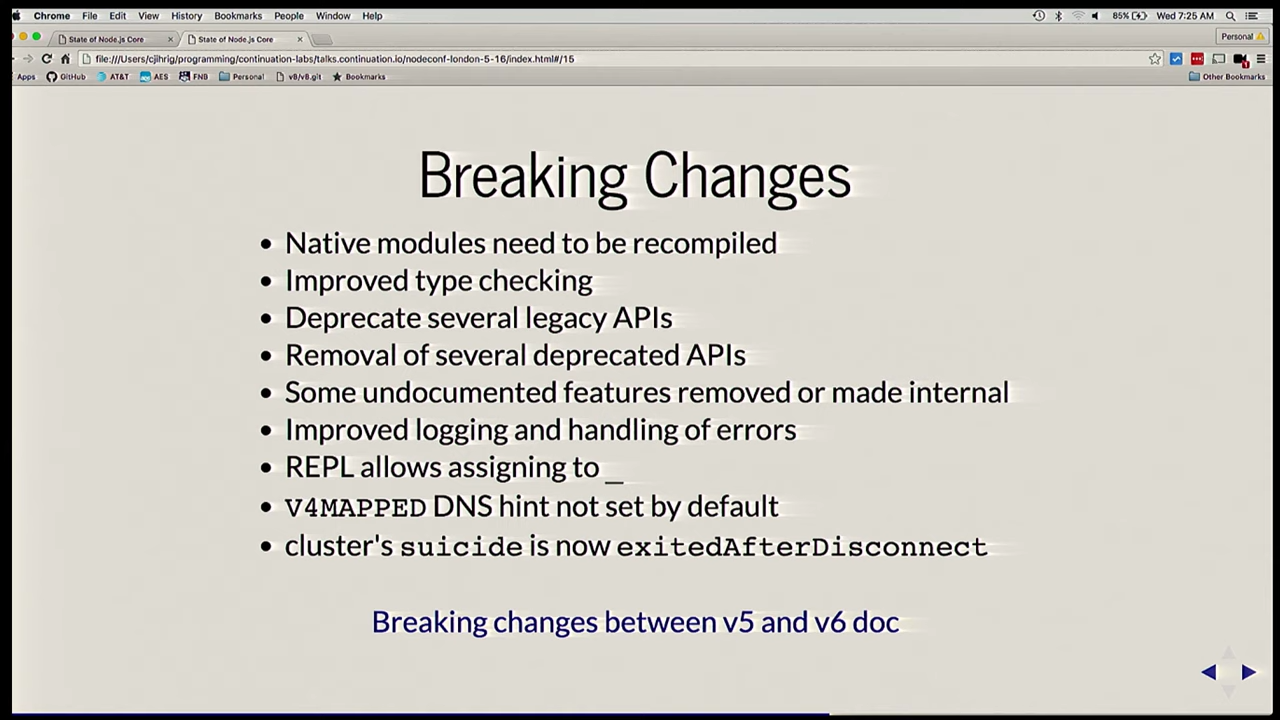 Chrome File Edit View History Bookmarks People Window Help 85% Wed 7:25 AM
State of Node.js Core × State of Node.js Core × Personal
file:///Users/cjihrig/programming/continuation-labs/talks.continuation.io/nodeconf-london-5-16/index.html#/15
Apps GitHub AT&T AES FNB Personal v8/v8.git Bookmarks Other Bookmarks
Breaking Changes
• Native modules need to be recompiled
• Improved type checking
• Deprecate several legacy APIs
• Removal of several deprecated APIs
• Some undocumented features removed or made internal
• Improved logging and handling of errors
• REPL allows assigning to _
• V4MAPPED DNS hint not set by default
• cluster's suicide is now exitedAfterDisconnect
Breaking changes between v5 and v6 doc